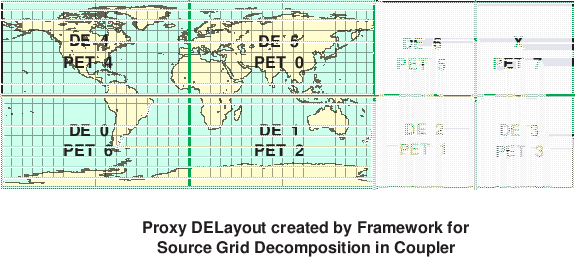 DE 4
PET 4
DE 5
PET 0
DE 6
PET 5
X
PET 7
DE 0
PET 6
DE 1
PET 2
DE 2
PET 1
DE 3
PET 3
Proxy DELayout created by Framework for
Source Grid Decomposition in Coupler